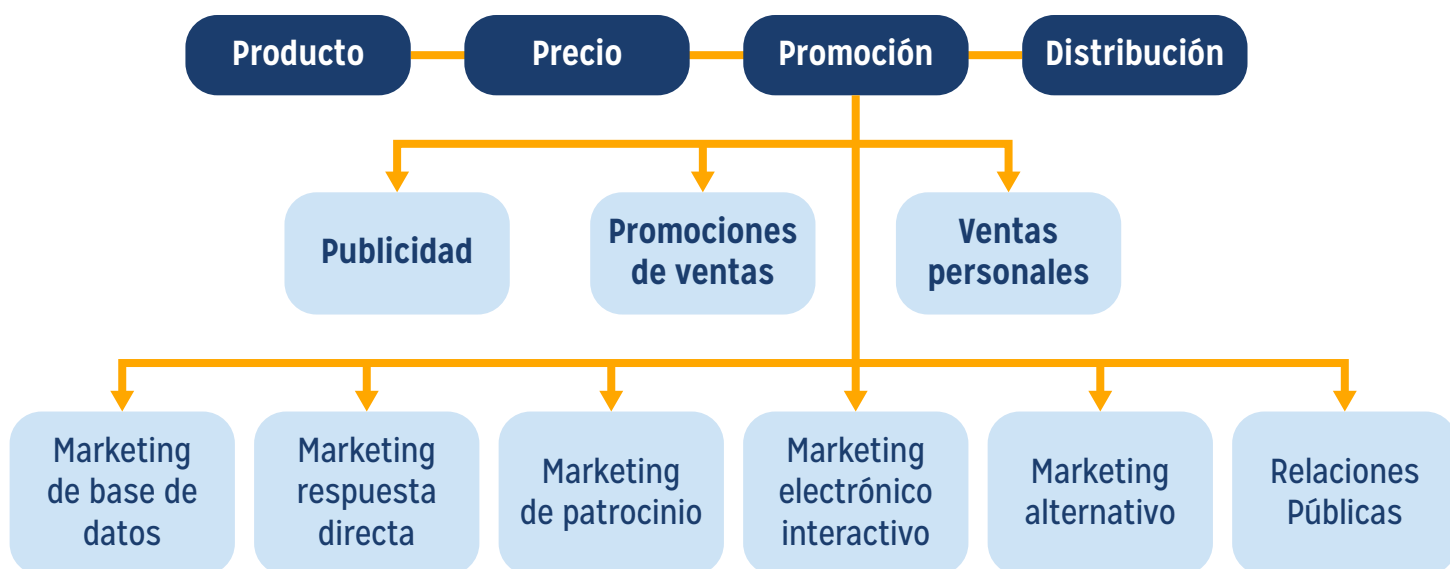 Producto
Precio
Promoción
Distribución
Publicidad
Promociones
de ventas
Ventas
personales
Marketing
de base de
datos
Marketing
respuesta
directa
Marketing
de patrocinio
Marketing
electrónico
interactivo
Marketing
alternativo
Relaciones
Públicas